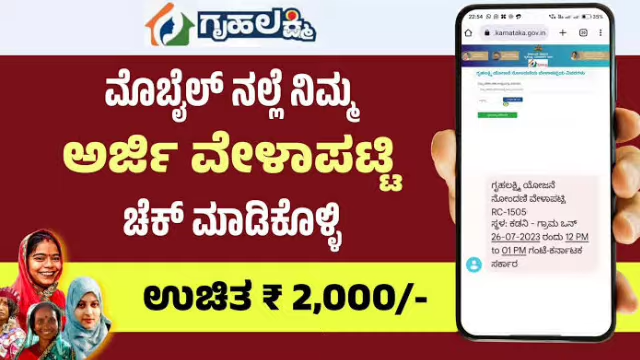 ಗೃಹಲಕ್ಷ್ಮಿ
ಮೊಬೈಲ್ ನಲ್ಲೆ ನಿಮ್ಮ
ಅರ್ಜಿ ವೇಳಾಪಟ್ಟಿ
ಚೆಕ್ ಮಾಡಿಕೊಳ್ಳಿ
ಉಚಿತ ₹ 2,000/-
22:54
.karnataka.gov.in
ಗೃಹಲಕ್ಷ್ಮಿ ಯೋಜನೆ
ನೋಂದಣಿ ವೇಳಾಪಟ್ಟಿ
RC-1505
ಸ್ಥಳ: ಕಡನಿ - ಗ್ರಾಮ ಒನ್
26-07-2023 ರಂದು 12 PM
to 01 PM ಗಂಟೆ-ಕರ್ನಾಟಕ
ಸರ್ಕಾರ